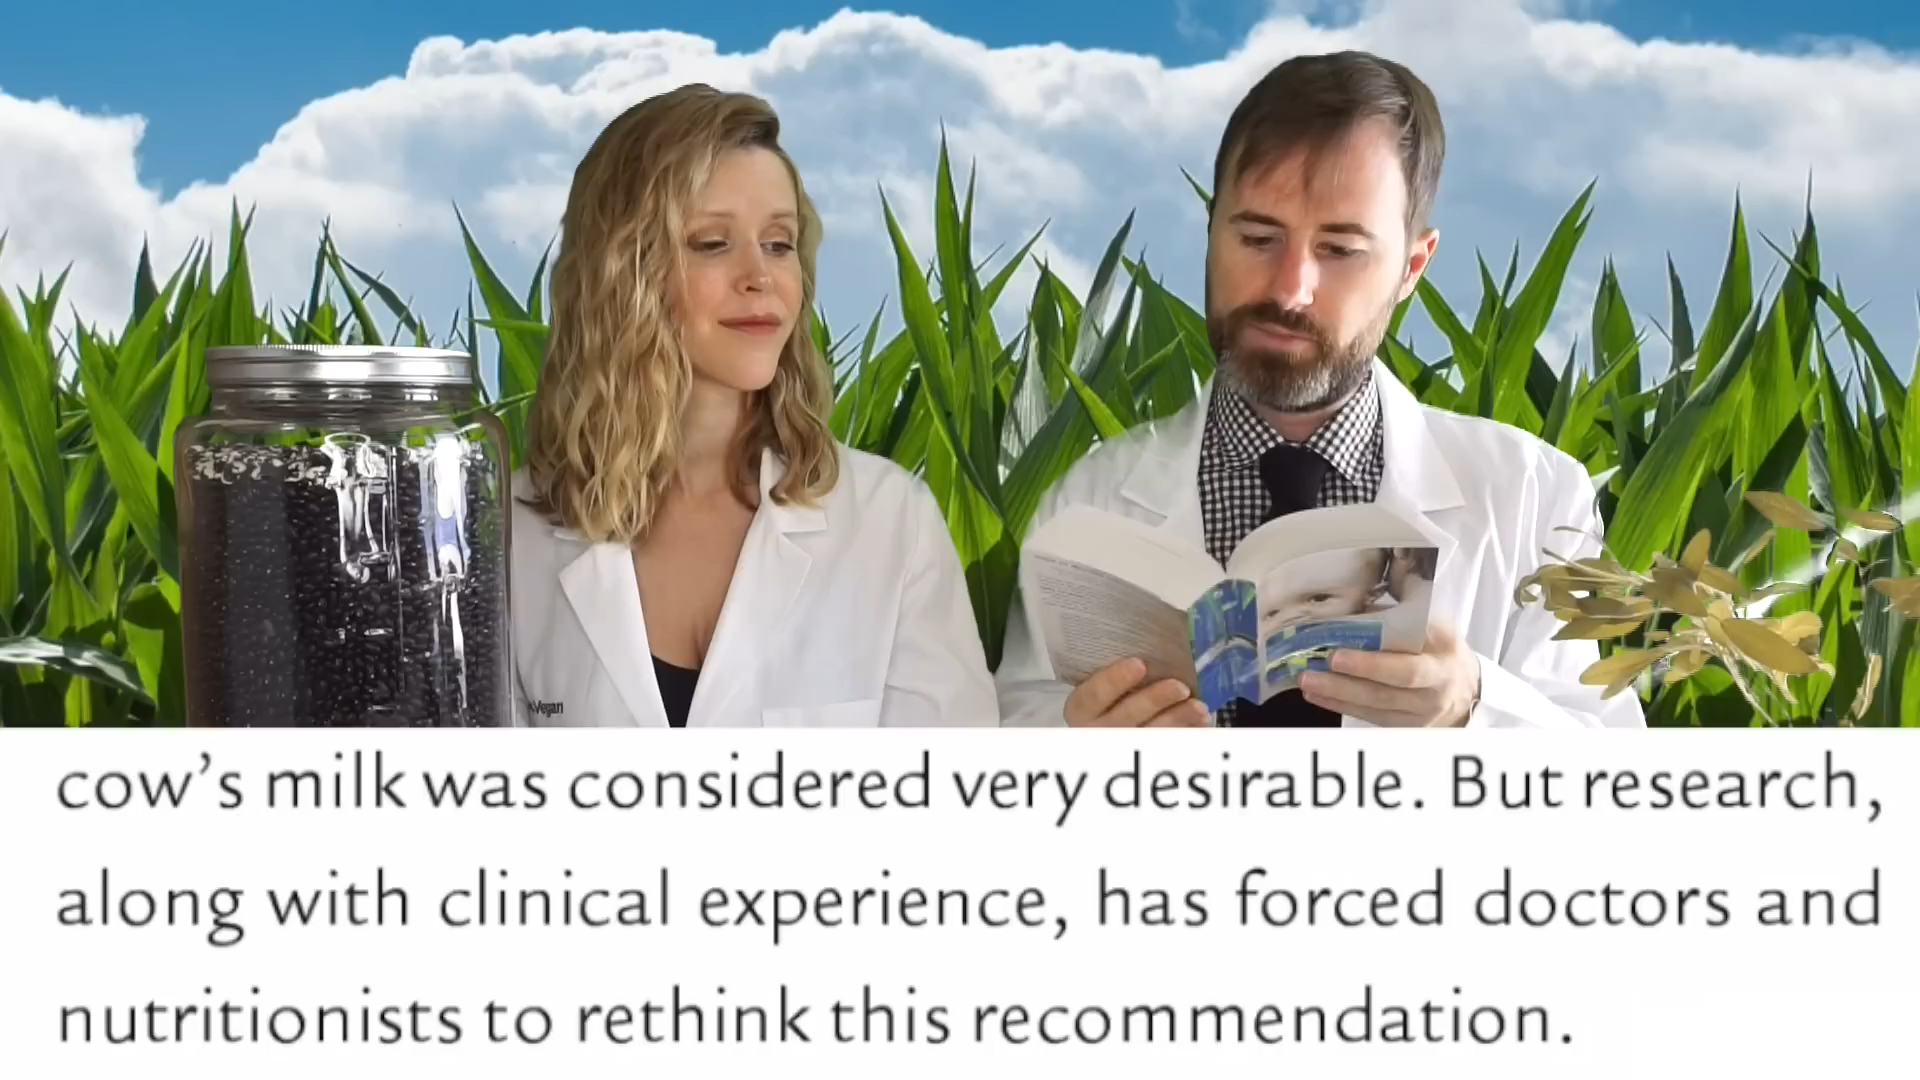 Vegan
cow's milk was considered very desirable. But research,
along with clinical experience, has forced doctors and
nutritionists to rethink this recommendation.